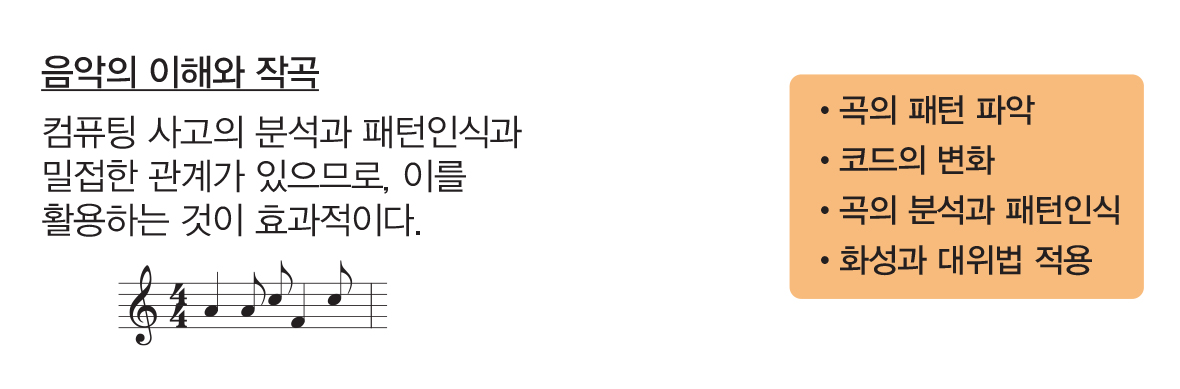 음악의 이해와 작곡
컴퓨팅 사고의 분석과 패턴인식과
밀접한 관계가 있으므로, 이를
활용하는 것이 효과적이다.
4
4
• 곡의 패턴 파악
• 코드의 변화
• 곡의 분석과 패턴인식
• 화성과 대위법 적용